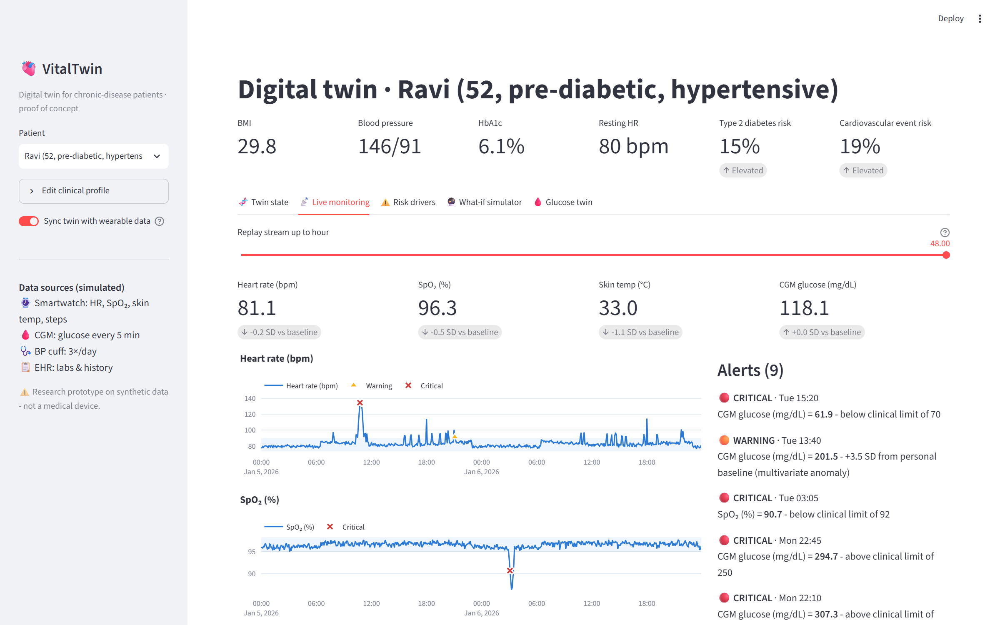 Deploy
VitalTwin
Digital twin for chronic-disease patients ·
proof of concept
Patient
Ravi (52, pre-diabetic, hypertensi
Edit clinical profile
Sync twin with wearable data
Data sources (simulated)
Smartwatch: HR, SpO₂, skin
temp, steps
CGM: glucose every 5 min
BP cuff: 3×/day
EHR: labs & history
Research prototype on synthetic data
- not a medical device.
Digital twin · Ravi (52, pre-diabetic, hypertensive)
BMI
29.8
Blood pressure
146/91
HbA1c
6.1%
Resting HR
80 bpm
Type 2 diabetes risk
15%
↑ Elevated
Cardiovascular event risk
19%
↑ Elevated
Twin state
Live monitoring
Risk drivers
What-if simulator
Glucose twin
Replay stream up to hour
48.00
Heart rate (bpm)
81.1
↓ -0.2 SD vs baseline
SpO₂ (%)
96.3
↓ -0.5 SD vs baseline
Skin temp (°C)
33.0
↓ -1.1 SD vs baseline
CGM glucose (mg/dL)
118.1
↑ +0.0 SD vs baseline
Heart rate (bpm)
Heart rate (bpm) Warning Critical
140
120
100
80
00:00 06:00 12:00 18:00 00:00 06:00 12:00 18:00
Jan 5, 2026 Jan 6, 2026
SpO₂ (%)
SpO₂ (%) Critical
95
90
00:00 06:00 12:00 18:00 00:00 06:00 12:00 18:00
Jan 5, 2026 Jan 6, 2026
Alerts (9)
CRITICAL · Tue 15:20
CGM glucose (mg/dL) = 61.9 - below clinical limit of 70
WARNING · Tue 13:40
CGM glucose (mg/dL) = 201.5 - +3.5 SD from personal
baseline (multivariate anomaly)
CRITICAL · Tue 03:05
SpO₂ (%) = 90.7 - below clinical limit of 92
CRITICAL · Mon 22:45
CGM glucose (mg/dL) = 294.7 - above clinical limit of
250
CRITICAL · Mon 22:10
CGM glucose (mg/dL) = 307.3 - above clinical limit of